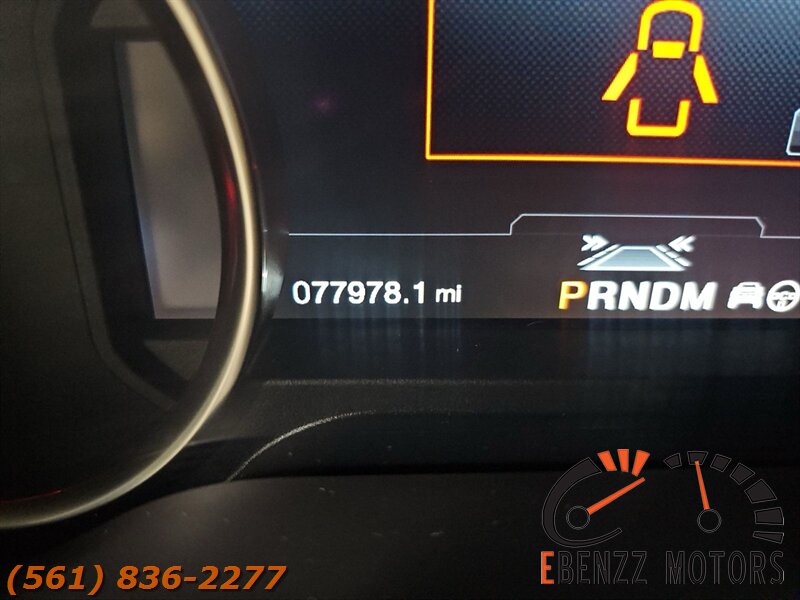 077978.1 mi
PRNDM
EBENZZ MOTORS
(561) 836-2277